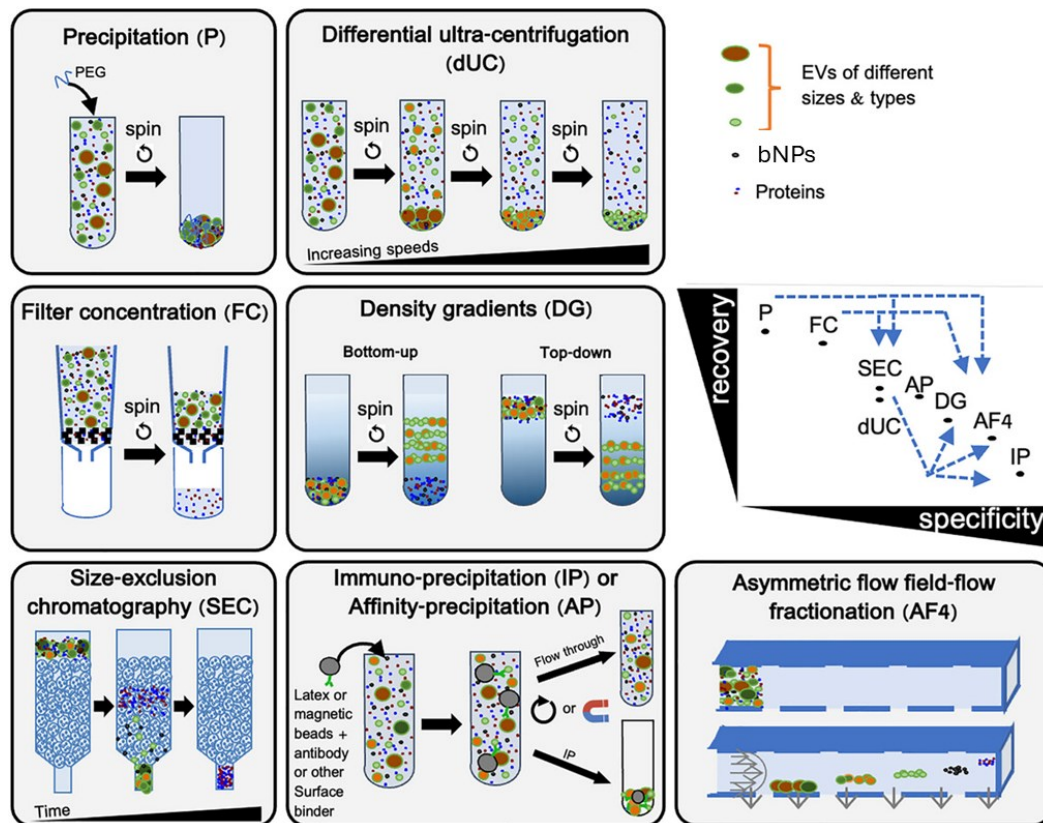 Precipitation (P)
PEG
spin
Differential ultra-centrifugation
(dUC)
spin
spin
spin
Increasing speeds
EVs of different
sizes & types
bNPs
Proteins
Filter concentration (FC)
spin
Density gradients (DG)
Bottom-up
Top-down
spin
spin
recovery
P
FC
SEC
AP
DG
dUC
AF4
IP
specificity
Size-exclusion
chromatography (SEC)
Time
Immuno-precipitation (IP) or
Affinity-precipitation (AP)
Latex or
magnetic
beads +
antibody
or other
Surface
binder
Flow through
or
IP
Asymmetric flow field-flow
fractionation (AF4)